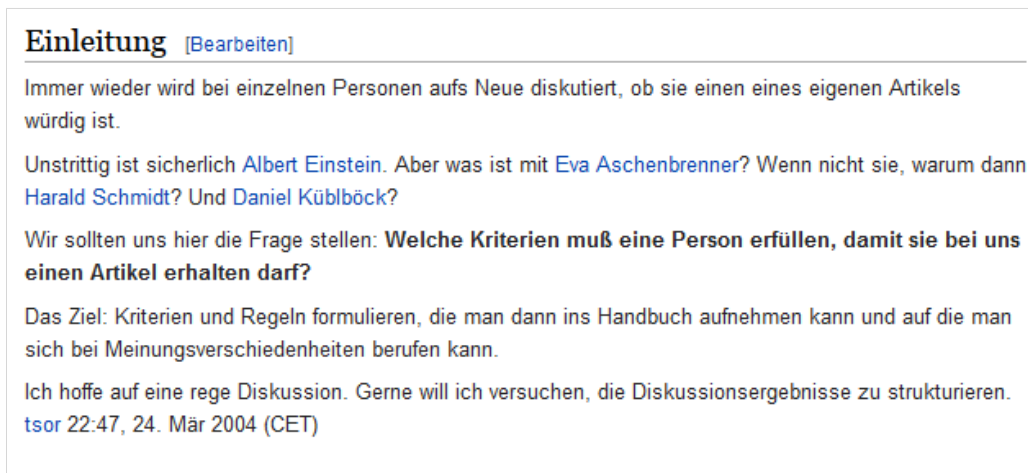 Einleitung [Bearbeiten]
Immer wieder wird bei einzelnen Personen aufs Neue diskutiert, ob sie einen eines eigenen Artikels
würdig ist.
Unstrittig ist sicherlich Albert Einstein. Aber was ist mit Eva Aschenbrenner? Wenn nicht sie, warum dann
Harald Schmidt? Und Daniel Küblböck?
Wir sollten uns hier die Frage stellen: Welche Kriterien muß eine Person erfüllen, damit sie bei uns
einen Artikel erhalten darf?
Das Ziel: Kriterien und Regeln formulieren, die man dann ins Handbuch aufnehmen kann und auf die man
sich bei Meinungsverschiedenheiten berufen kann.
Ich hoffe auf eine rege Diskussion. Gerne will ich versuchen, die Diskussionsergebnisse zu strukturieren.
tsor 22:47, 24. Mär 2004 (CET)